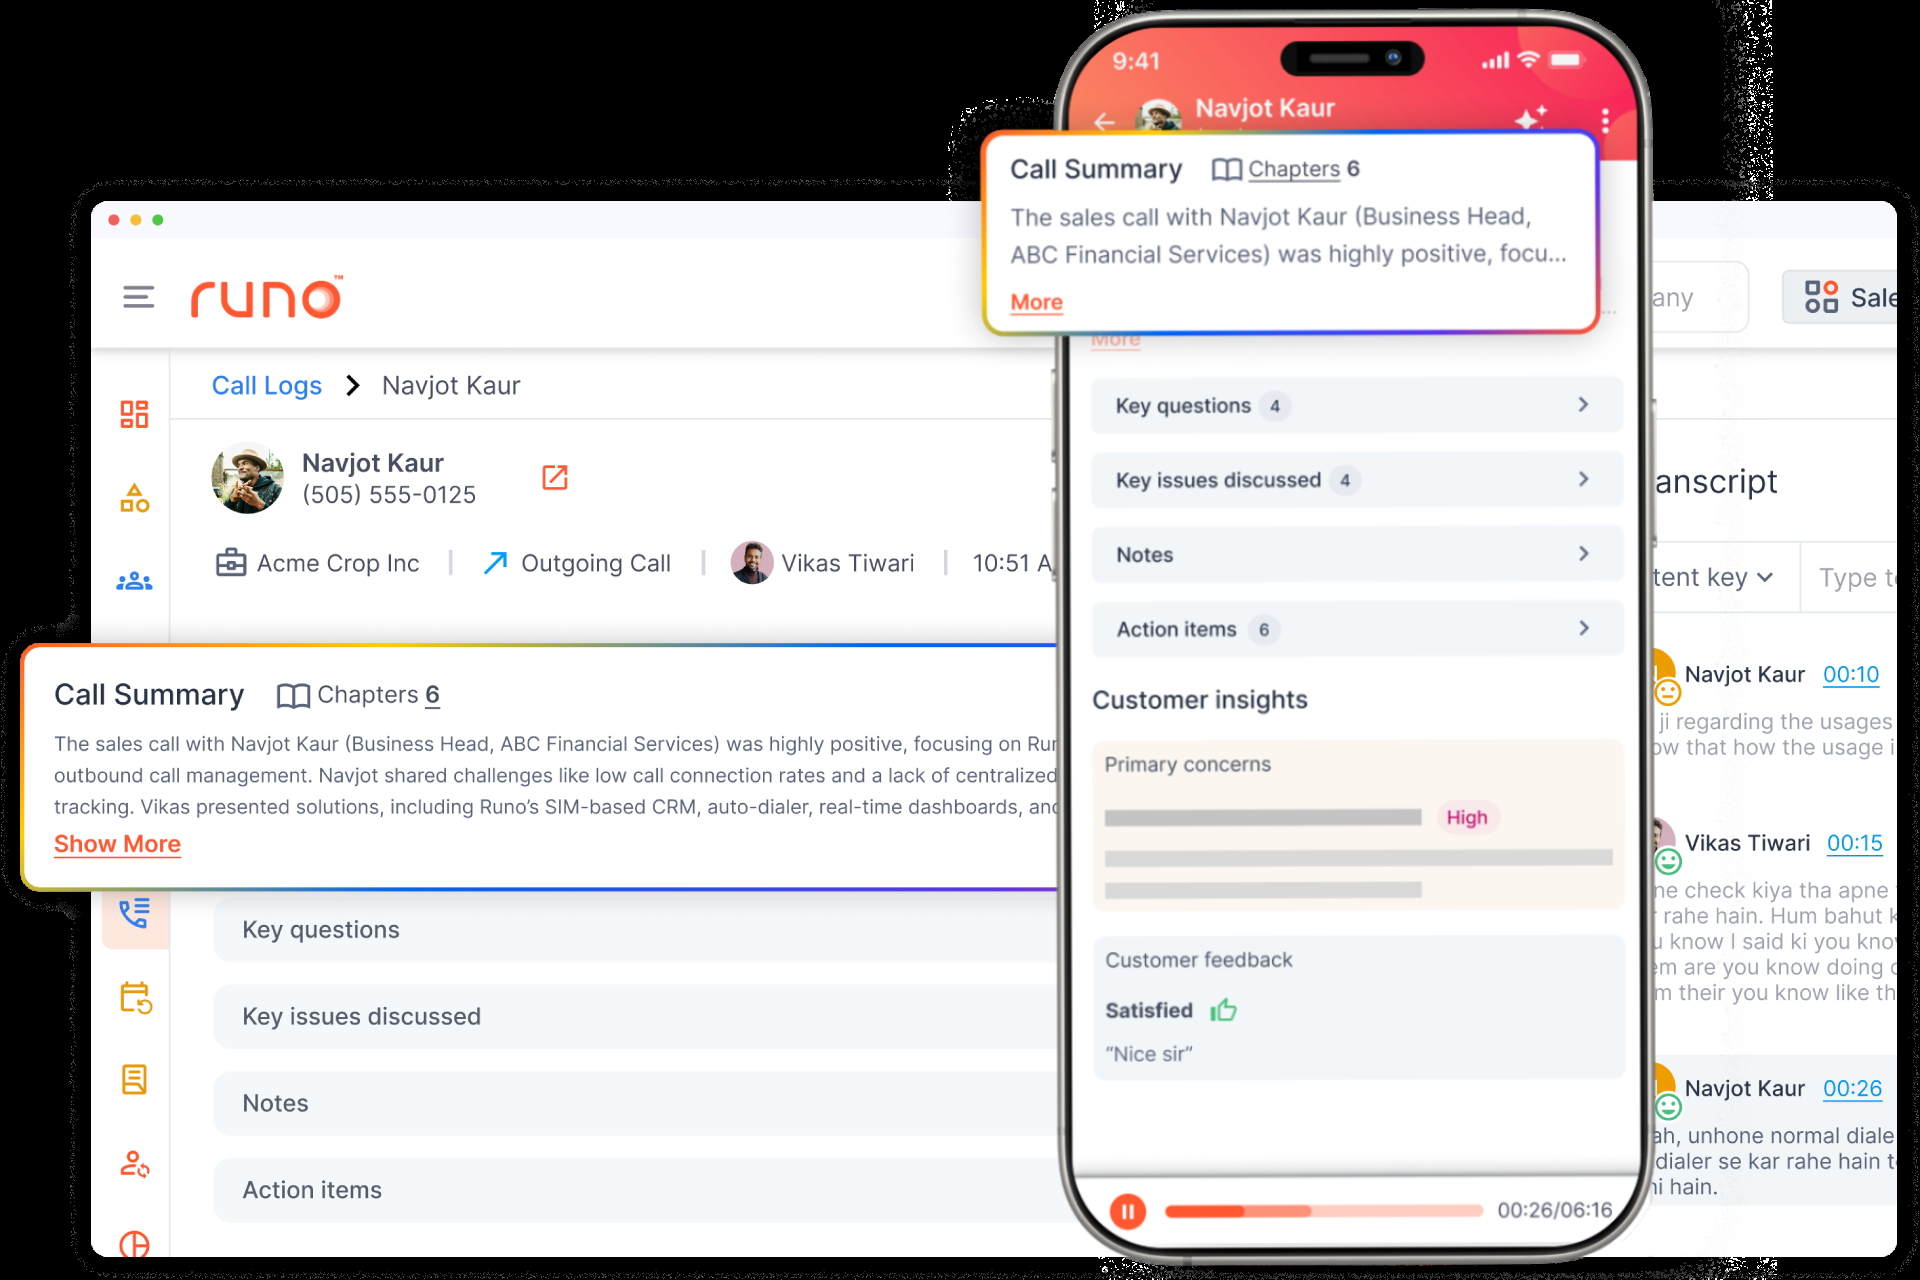 9:41
Navjot Kaur
Call Summary Chapters 6
The sales call with Navjot Kaur (Business Head,
ABC Financial Services) was highly positive, focu...
More
More
Key questions 4
Key issues discussed 4
Notes
Action items 6
Customer insights
Primary concerns
High
Customer feedback
Satisfied
“Nice sir”
00:26/06:16
runo™
Sale
Call Logs > Navjot Kaur
Navjot Kaur
(505) 555-0125
Acme Crop Inc | Outgoing Call | Vikas Tiwari | 10:51 A
Call Summary Chapters 6
The sales call with Navjot Kaur (Business Head, ABC Financial Services) was highly positive, focusing on Run
outbound call management. Navjot shared challenges like low call connection rates and a lack of centralized
tracking. Vikas presented solutions, including Runo’s SIM-based CRM, auto-dialer, real-time dashboards, and
Show More
Key questions
Key issues discussed
Notes
Action items
any
anscript
tent key
Type t
Navjot Kaur 00:10
ji regarding the usages
ow that how the usage i
Vikas Tiwari 00:15
ne check kiya tha apne
rahe hain. Hum bahut k
u know I said ki you know
em are you know doing
m their you know like th
Navjot Kaur 00:26
ah, unhone normal diale
dialer se kar rahe hain t
hi hain.